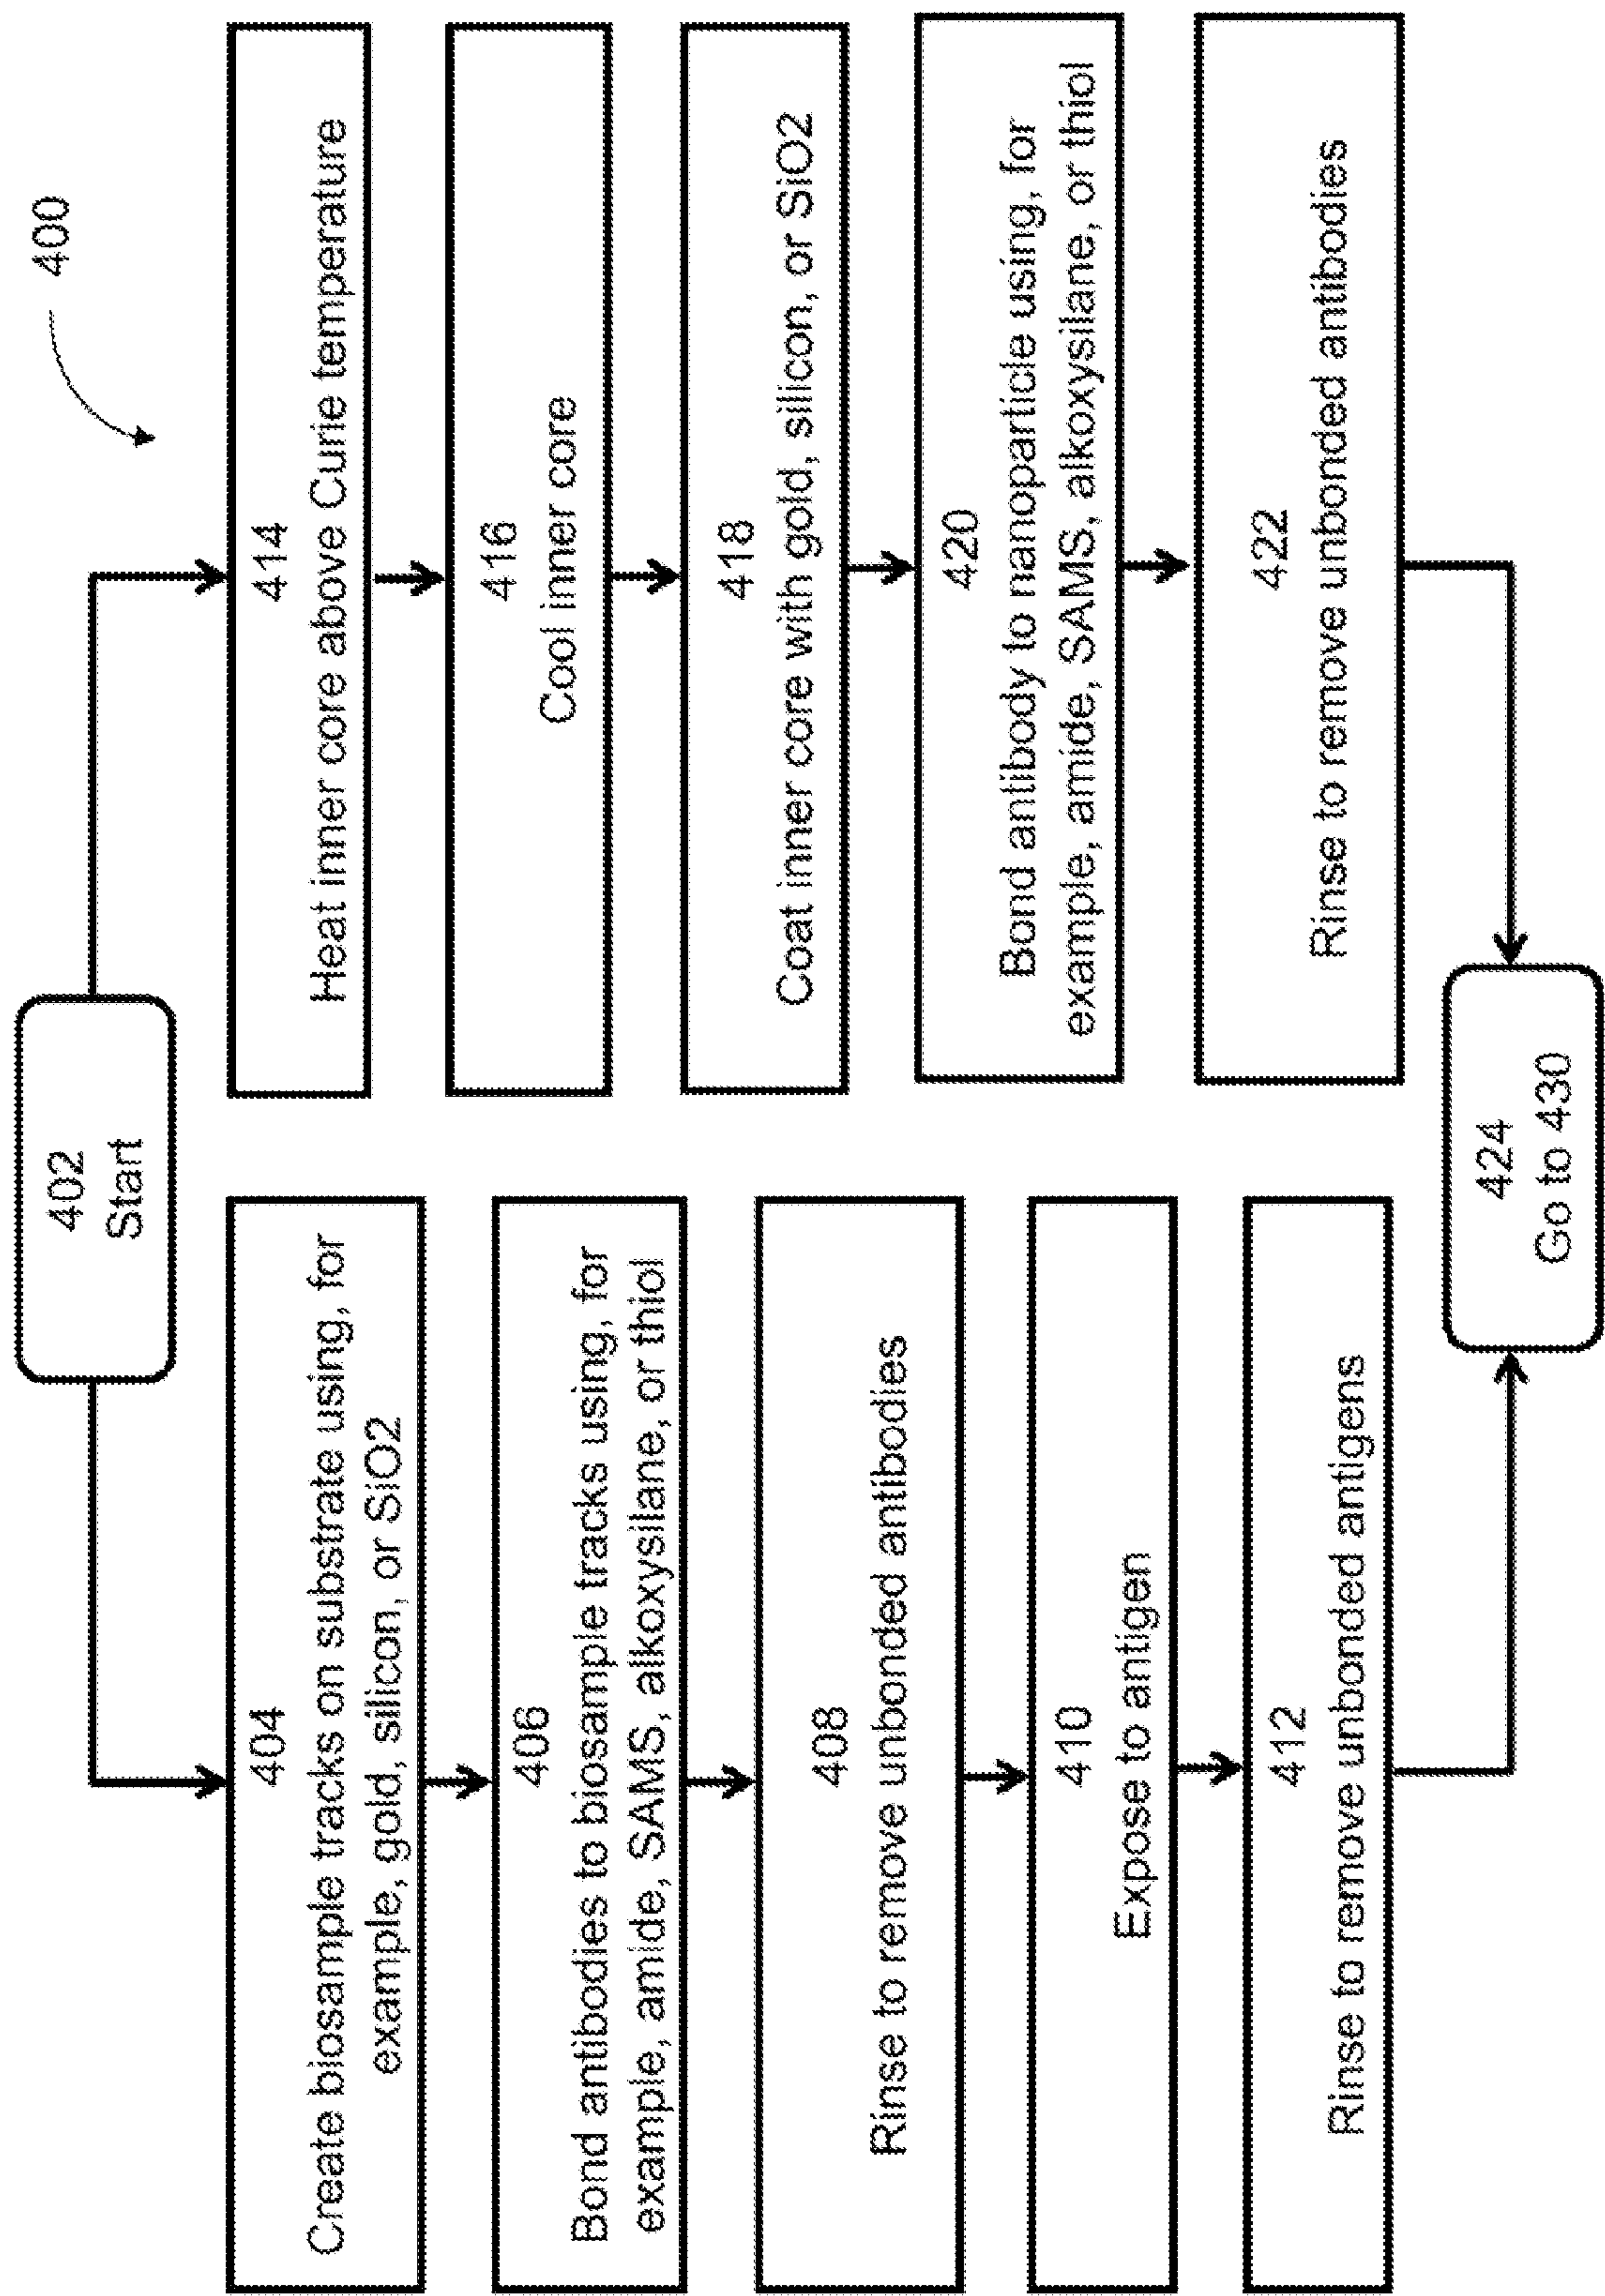 400
402
Start
404
Create biosample tracks on substrate using, for
example, gold, silicon, or SiO2
406
Bond antibodies to biosample tracks using, for
example, amide, SAMS, alkoxysilane, or thiol
408
Rinse to remove unbonded antibodies
410
Expose to antigen
412
Rinse to remove unbonded antigens
414
Heat inner core above Curie temperature
416
Cool inner core
418
Coat inner core with gold, silicon, or SiO2
420
Bond antibody to nanoparticle using, for
example, amide, SAMS, alkoxysilane, or thiol
422
Rinse to remove unbonded antibodies
424
Go to 430